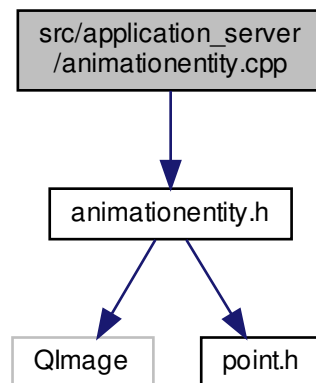 src/application_server
/animationentity.cpp
animationentity.h
QImage
point.h